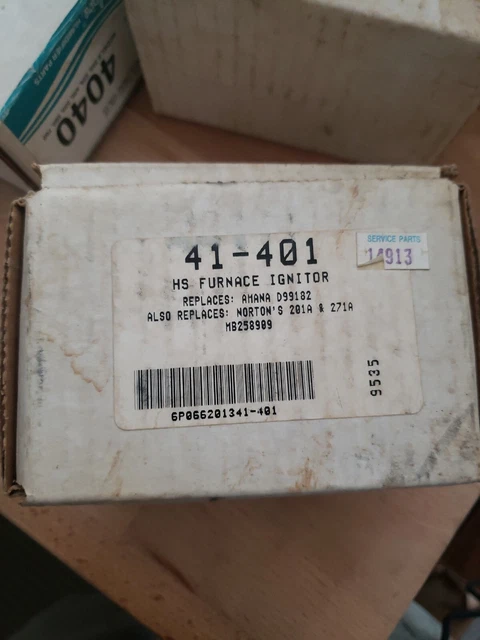 4040
41-401
SERVICE PARTS
14913
HS FURNACE IGNITOR
REPLACES: AMANA D99182
ALSO REPLACES: NORTON'S 201A & 271A
MB258909
9535
6P066201341-401